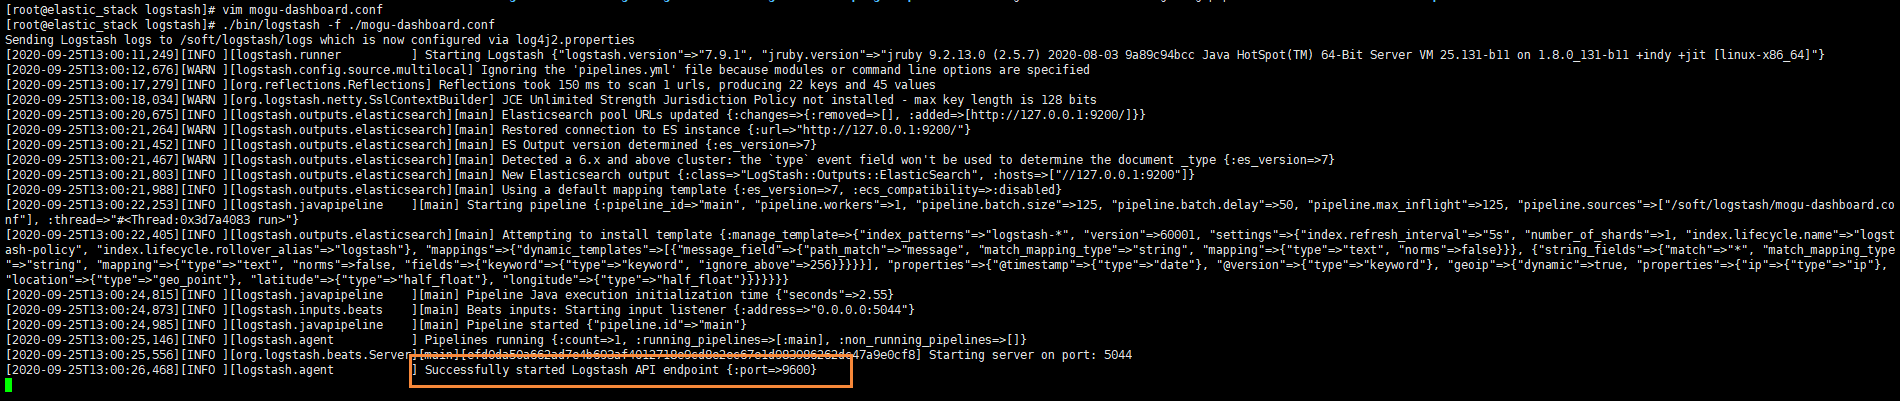 [root@elastic_stack logstash]# vim mogu-dashboard.conf
[root@elastic_stack logstash]# ./bin/logstash -f ./mogu-dashboard.conf
Sending Logstash logs to /soft/logstash/logs which is now configured via log4j2.properties
[2020-09-25T13:00:11,249][INFO ][logstash.runner          ] Starting Logstash {"logstash.version"=>"7.9.1", "jruby.version"=>"jruby 9.2.13.0 (2.5.7) 2020-08-03 9a89c94bcc Java HotSpot(TM) 64-Bit Server VM 25.131-b11 on 1.8.0_131-b11 +indy +jit [linux-x86_64]"}
[2020-09-25T13:00:12,676][WARN ][logstash.config.source.multilocal] Ignoring the 'pipelines.yml' file because modules or command line options are specified
[2020-09-25T13:00:17,279][INFO ][org.reflections.Reflections] Reflections took 150 ms to scan 1 urls, producing 22 keys and 45 values
[2020-09-25T13:00:18,034][WARN ][org.logstash.netty.SslContextBuilder] JCE Unlimited Strength Jurisdiction Policy not installed - max key length is 128 bits
[2020-09-25T13:00:20,675][INFO ][logstash.outputs.elasticsearch][main] Elasticsearch pool URLs updated {:changes=>{:removed=>[], :added=>[http://127.0.0.1:9200/]}}
[2020-09-25T13:00:21,264][WARN ][logstash.outputs.elasticsearch][main] Restored connection to ES instance {:url=>"http://127.0.0.1:9200/"}
[2020-09-25T13:00:21,452][INFO ][logstash.outputs.elasticsearch][main] ES Output version determined {:es_version=>7}
[2020-09-25T13:00:21,467][WARN ][logstash.outputs.elasticsearch][main] Detected a 6.x and above cluster: the `type` event field won't be used to determine the document _type {:es_version=>7}
[2020-09-25T13:00:21,803][INFO ][logstash.outputs.elasticsearch][main] New Elasticsearch output {:class=>"LogStash::Outputs::ElasticSearch", :hosts=>["//127.0.0.1:9200"]}
[2020-09-25T13:00:21,988][INFO ][logstash.outputs.elasticsearch][main] Using a default mapping template {:es_version=>7, :ecs_compatibility=>:disabled}
[2020-09-25T13:00:22,253][INFO ][logstash.javapipeline    ][main] Starting pipeline {:pipeline_id=>"main", "pipeline.workers"=>1, "pipeline.batch.size"=>125, "pipeline.batch.delay"=>50, "pipeline.max_inflight"=>125, "pipeline.sources"=>["/soft/logstash/mogu-dashboard.co
nf"], :thread=>"#<Thread:0x3d7a4083 run>"}
[2020-09-25T13:00:22,405][INFO ][logstash.outputs.elasticsearch][main] Attempting to install template {:manage_template=>{"index_patterns"=>"logstash-*", "version"=>60001, "settings"=>{"index.refresh_interval"=>"5s", "number_of_shards"=>1, "index.lifecycle.name"=>"logst
ash-policy", "index.lifecycle.rollover_alias"=>"logstash"}, "mappings"=>{"dynamic_templates"=>[{"message_field"=>{"path_match"=>"message", "match_mapping_type"=>"string", "mapping"=>{"type"=>"text", "norms"=>false}}}, {"string_fields"=>{"match"=>"*", "match_mapping_type
"=>"string", "mapping"=>{"type"=>"text", "norms"=>false, "fields"=>{"keyword"=>{"type"=>"keyword", "ignore_above"=>256}}}}}], "properties"=>{"@timestamp"=>{"type"=>"date"}, "@version"=>{"type"=>"keyword"}, "geoip"=>{"dynamic"=>true, "properties"=>{"ip"=>{"type"=>"ip"},
"location"=>{"type"=>"geo_point"}, "latitude"=>{"type"=>"half_float"}, "longitude"=>{"type"=>"half_float"}}}}}}}
[2020-09-25T13:00:24,815][INFO ][logstash.javapipeline    ][main] Pipeline Java execution initialization time {"seconds"=>2.55}
[2020-09-25T13:00:24,873][INFO ][logstash.inputs.beats    ][main] Beats inputs: Starting input listener {:address=>"0.0.0.0:5044"}
[2020-09-25T13:00:24,985][INFO ][logstash.javapipeline    ][main] Pipeline started {"pipeline.id"=>"main"}
[2020-09-25T13:00:25,146][INFO ][logstash.agent           ] Pipelines running {:count=>1, :running_pipelines=>[:main], :non_running_pipelines=>[]}
[2020-09-25T13:00:25,556][INFO ][org.logstash.beats.Server][main] Starting server on port: 5044
[2020-09-25T13:00:26,468][INFO ][logstash.agent           ] Successfully started Logstash API endpoint {:port=>9600}